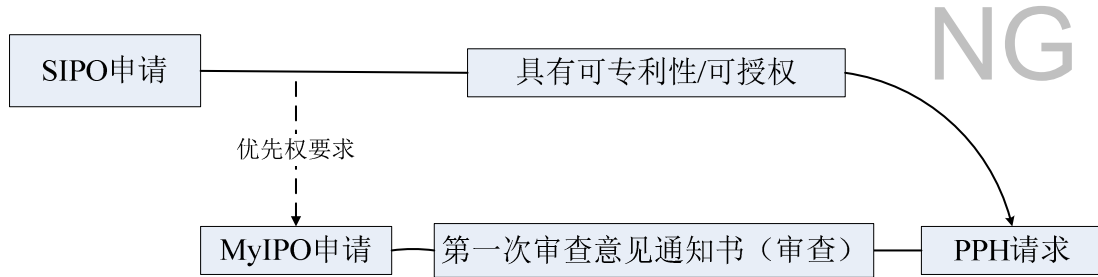 NG
SIPO申请
具有可专利性/可授权
优先权要求
MyIPO申请
第一次审查意见通知书（审查）
PPH请求